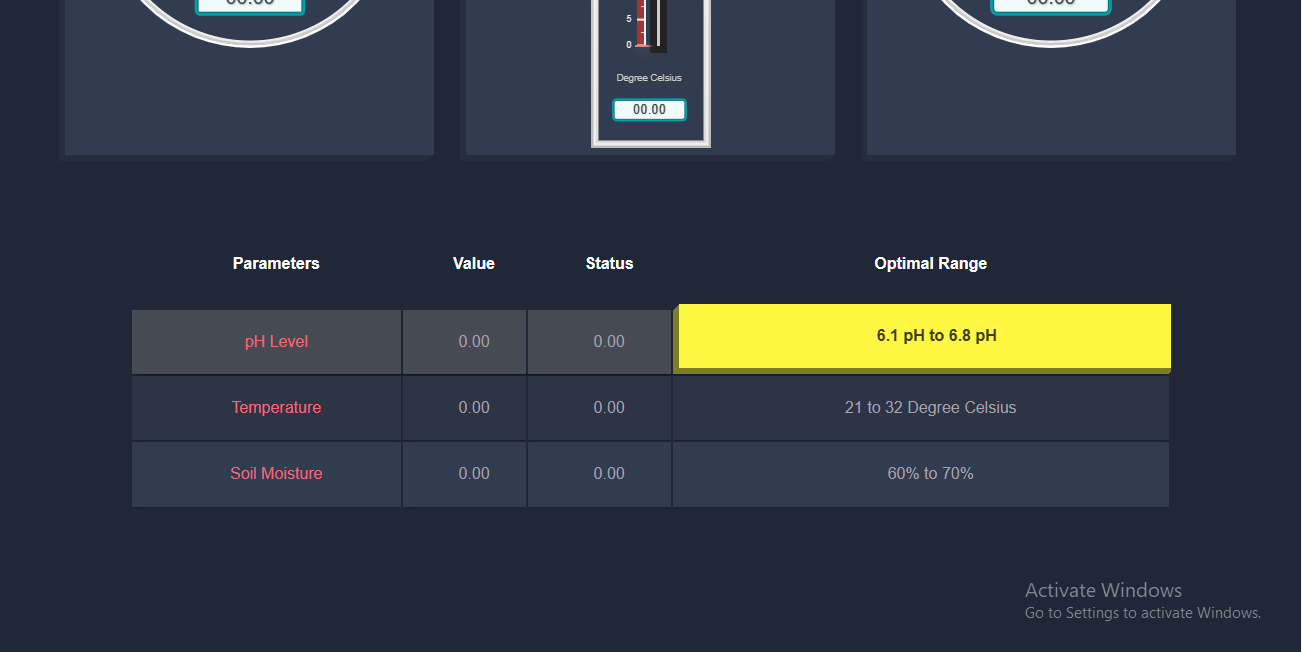 00.00
00.00
5
0
Degree Celsius
00.00
Parameters Value Status Optimal Range
pH Level 0.00 0.00 6.1 pH to 6.8 pH
Temperature 0.00 0.00 21 to 32 Degree Celsius
Soil Moisture 0.00 0.00 60% to 70%
Activate Windows
Go to Settings to activate Windows.